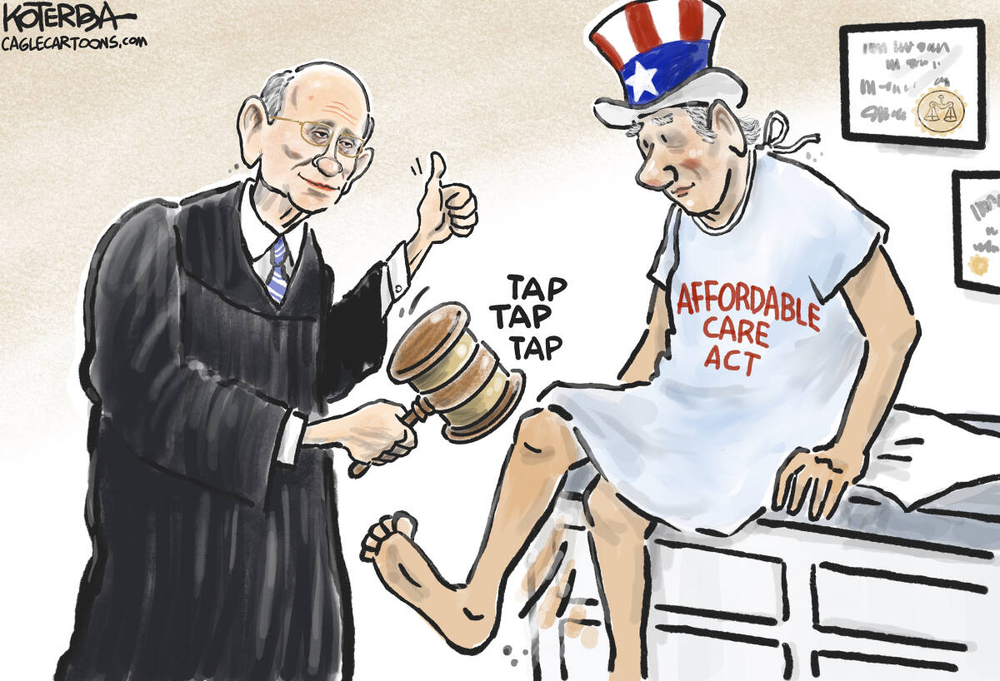 KOTERBA
CAGLECARTOONS.com
TAP
TAP
TAP
AFFORDABLE
CARE
ACT